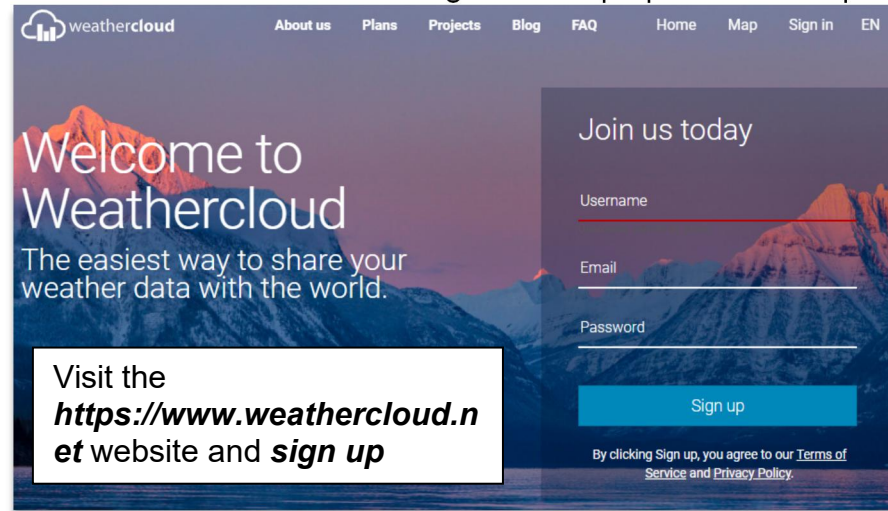 weathercloud
About us Plans Projects Blog FAQ Home Map Sign in EN
Welcome to
Weathercloud
The easiest way to share your
weather data with the world.
Join us today
Username
Email
Password
Sign up
By clicking Sign up, you agree to our Terms of
Service and Privacy Policy.
Visit the
https://www.weathercloud.n
et website and sign up